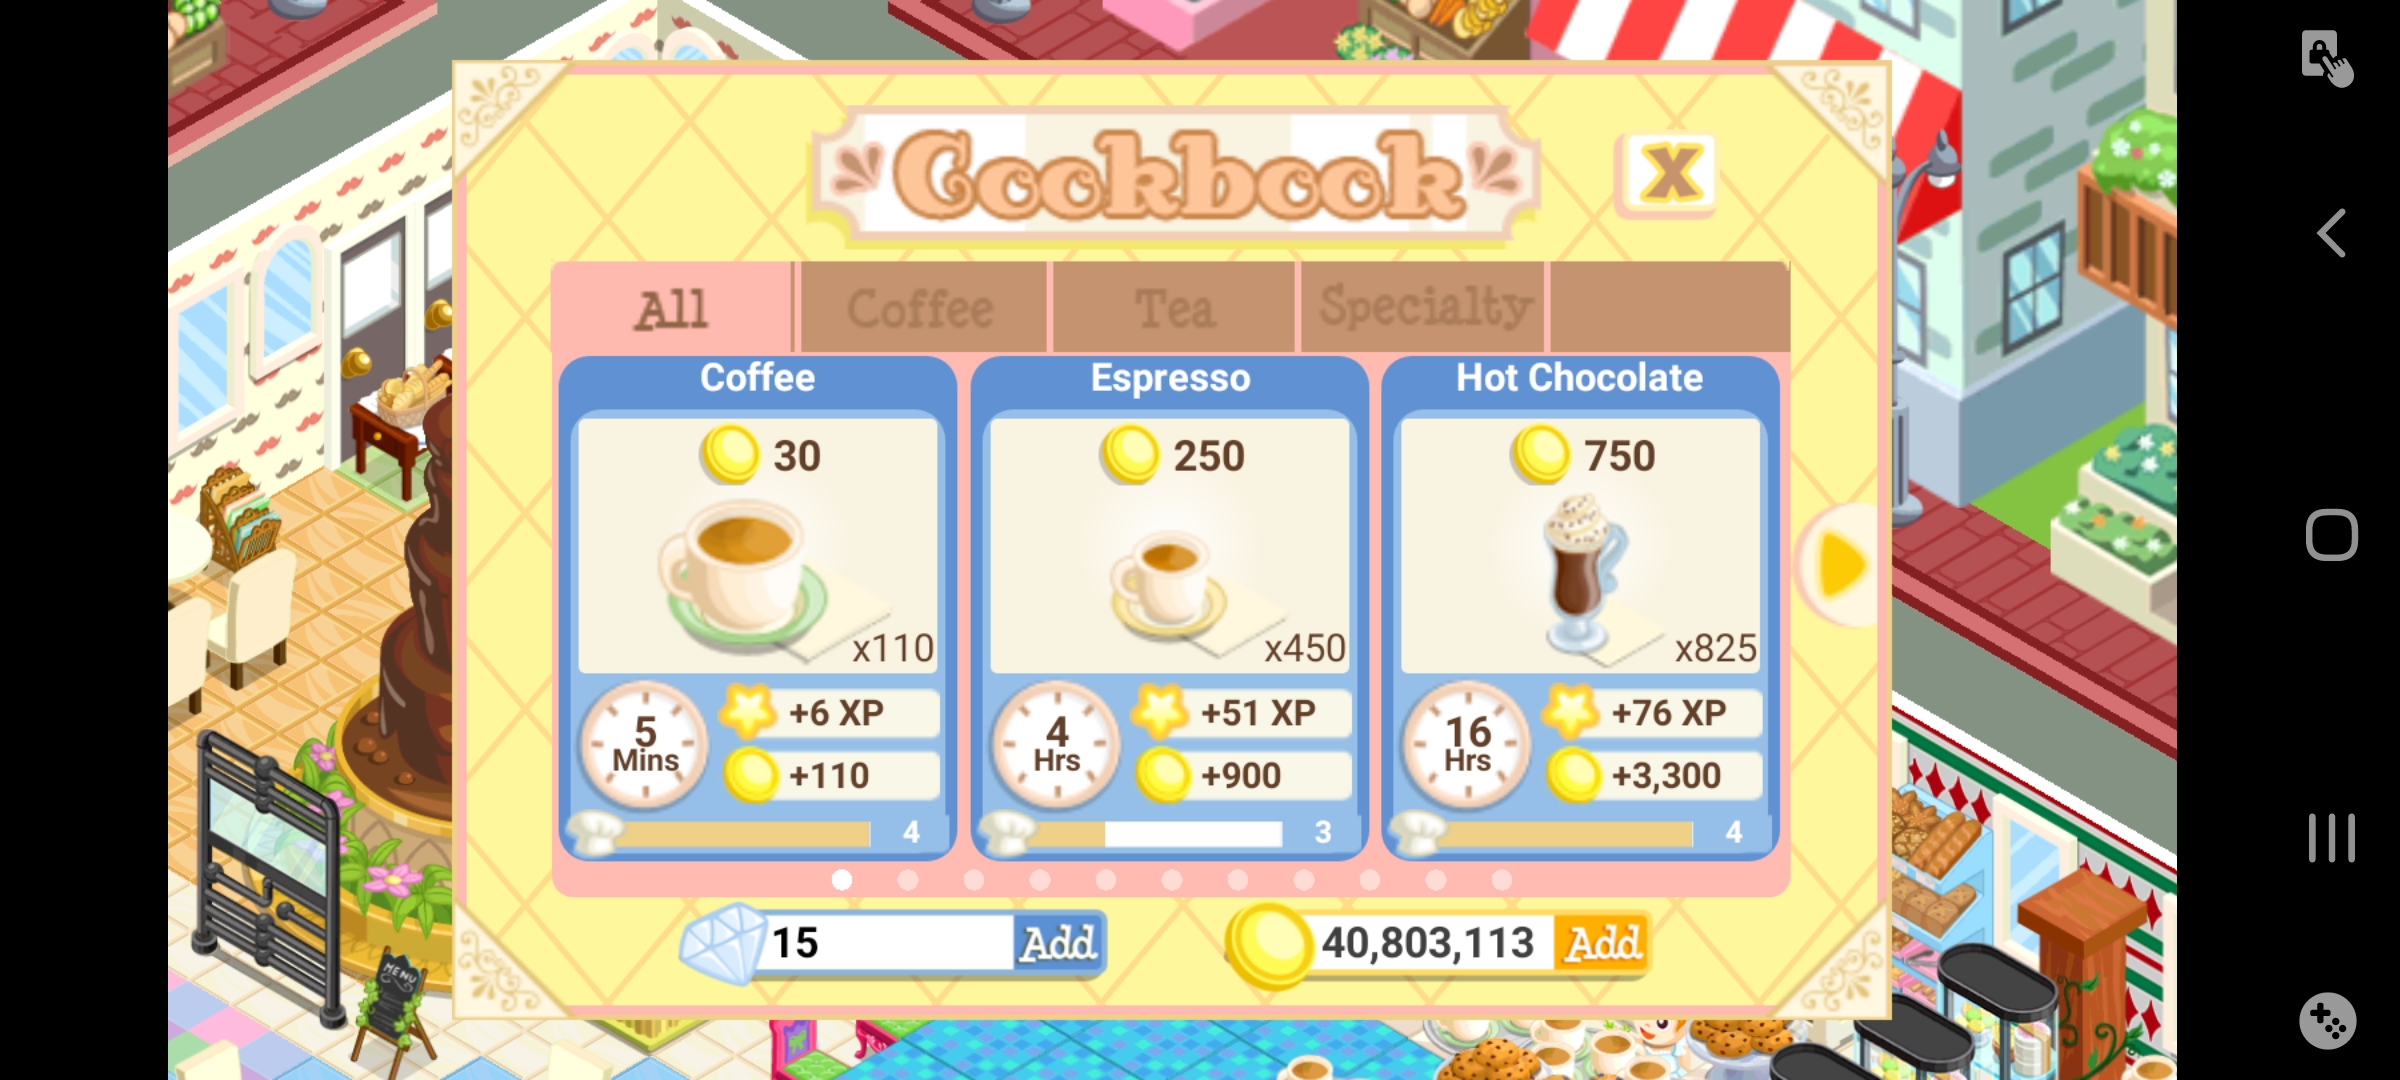 Cookbook
X
All
Coffee
Tea
Specialty
Coffee
30
x110
5
Mins
+6 XP
+110
4
Espresso
250
x450
4
Hrs
+51 XP
+900
3
Hot Chocolate
750
x825
16
Hrs
+76 XP
+3,300
4
15
Add
40,803,113
Add
MENU